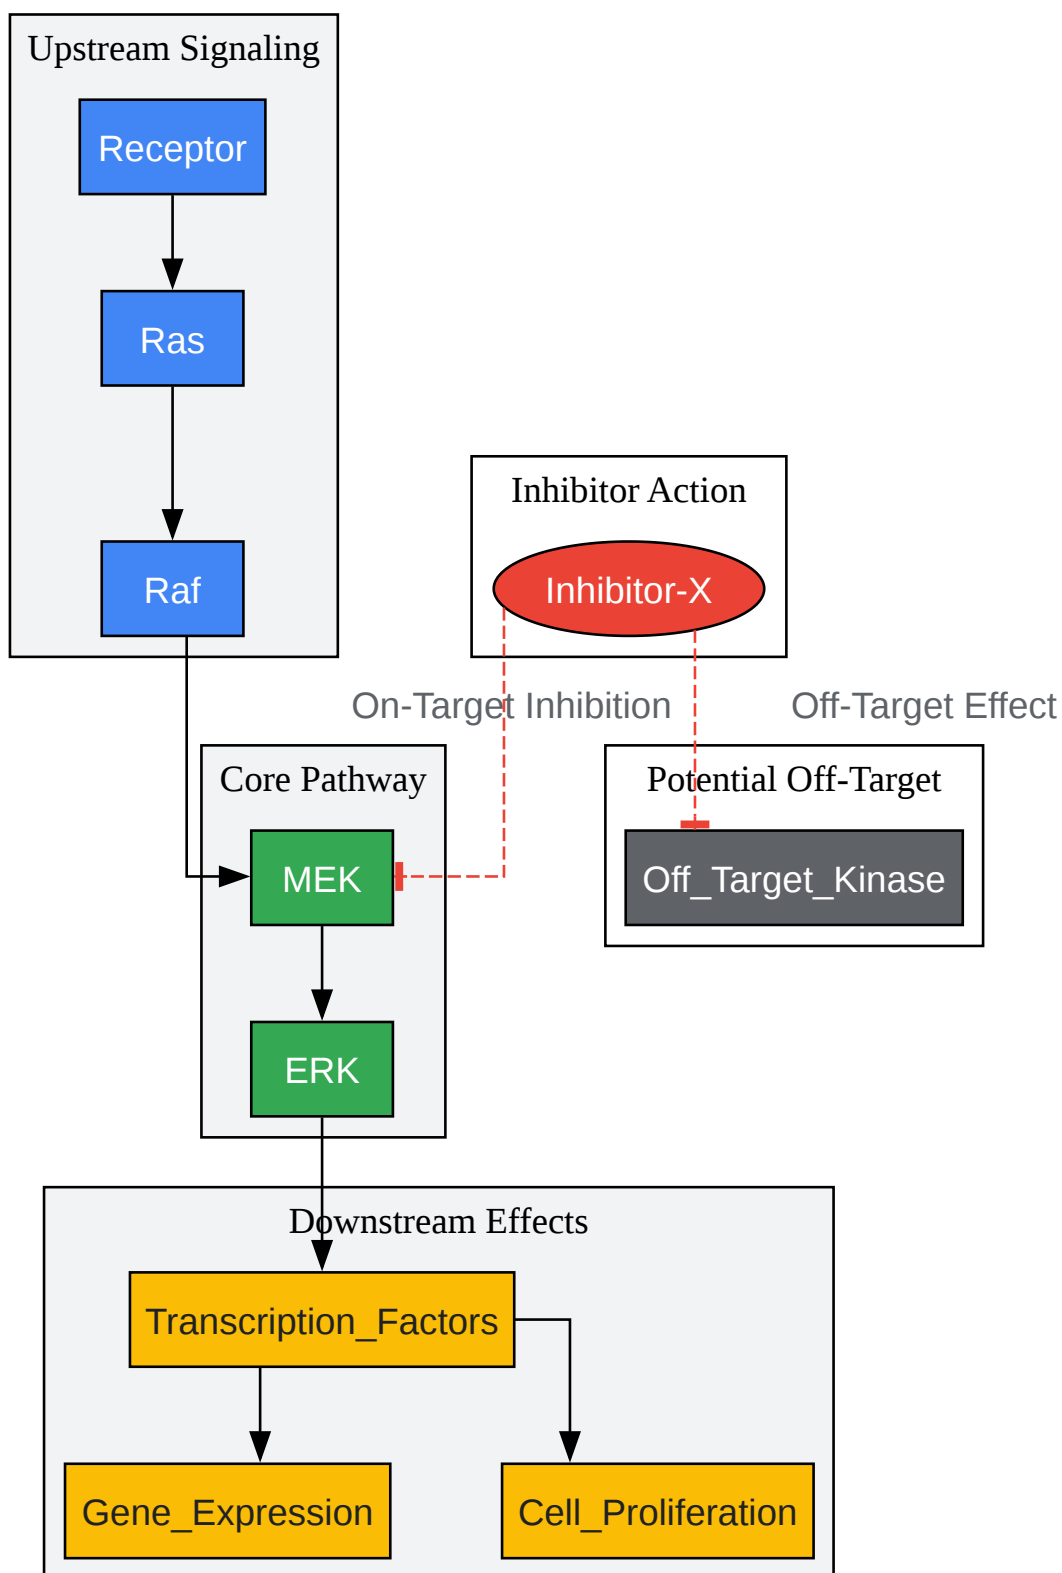 Upstream Signaling
Receptor
Ras
Raf
Inhibitor Action
Inhibitor-X
On-Target Inhibition
Off-Target Effect
Core Pathway
MEK
ERK
Potential Off-Target
Off_Target_Kinase
Downstream Effects
Transcription_Factors
Gene_Expression
Cell_Proliferation